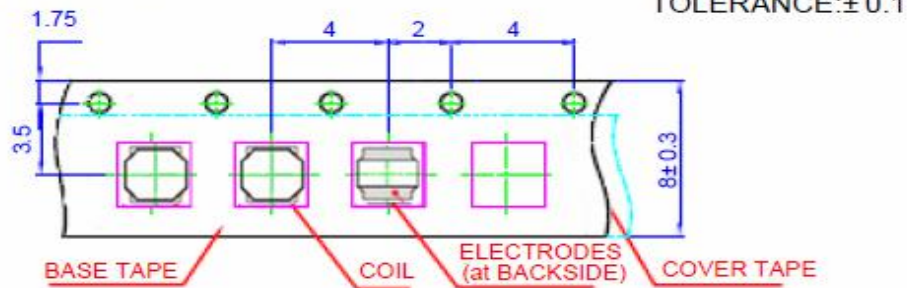 TOLERANCE:± 0.1
1.75
4
2
4
3.5
8± 0.3
BASE TAPE
COIL
ELECTRODES
(at BACKSIDE)
COVER TAPE